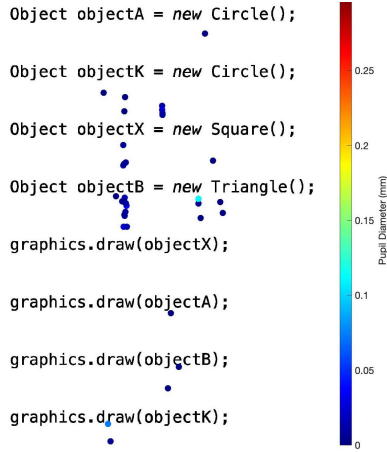 Object objectA = new Circle();
Object objectK = new Circle();
Object objectX = new Square();
Object objectB = new Triangle();
graphics.draw(objectX);
graphics.draw(objectA);
graphics.draw(objectB);
graphics.draw(objectK);
0.25
0.2
0.15
0.1
0.05
0
Pupil Diameter (mm)